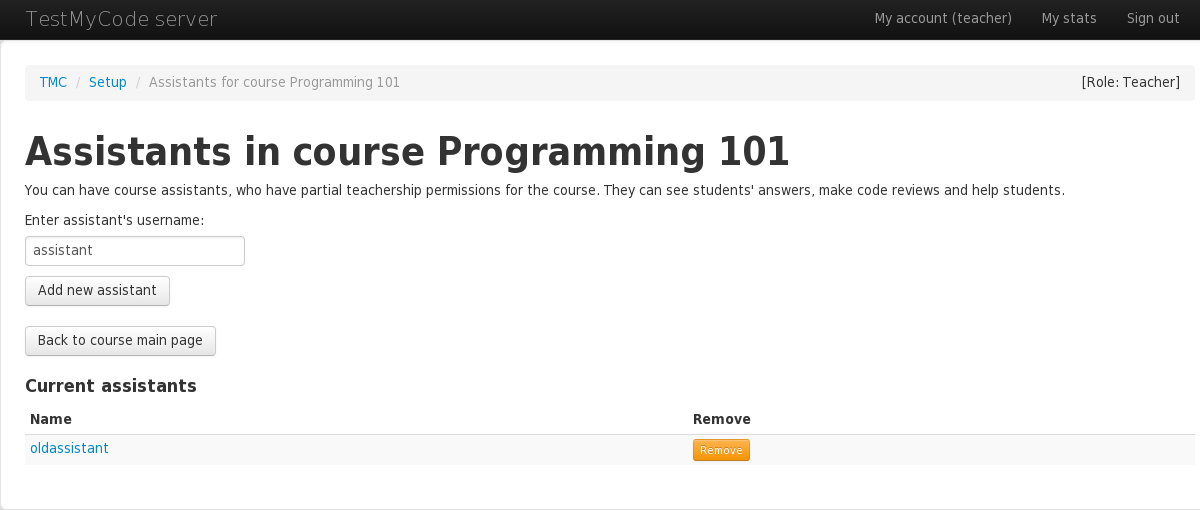 TestMyCode server My account (teacher) My stats Sign out
TMC / Setup / Assistants for course Programming 101 [Role: Teacher]
Assistants in course Programming 101
You can have course assistants, who have partial teachership permissions for the course. They can see students' answers, make code reviews and help students.
Enter assistant's username:
assistant
Add new assistant
Back to course main page
Current assistants
Name Remove
oldassistant Remove